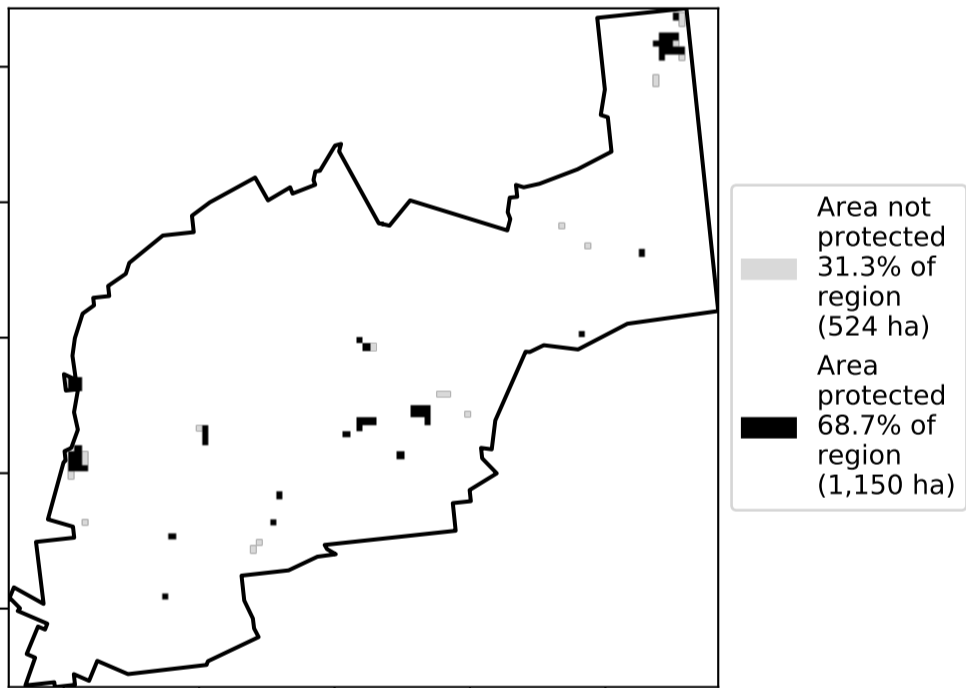 Area not
protected
31.3% of
region
(524 ha)
Area
protected
68.7% of
region
(1,150 ha)